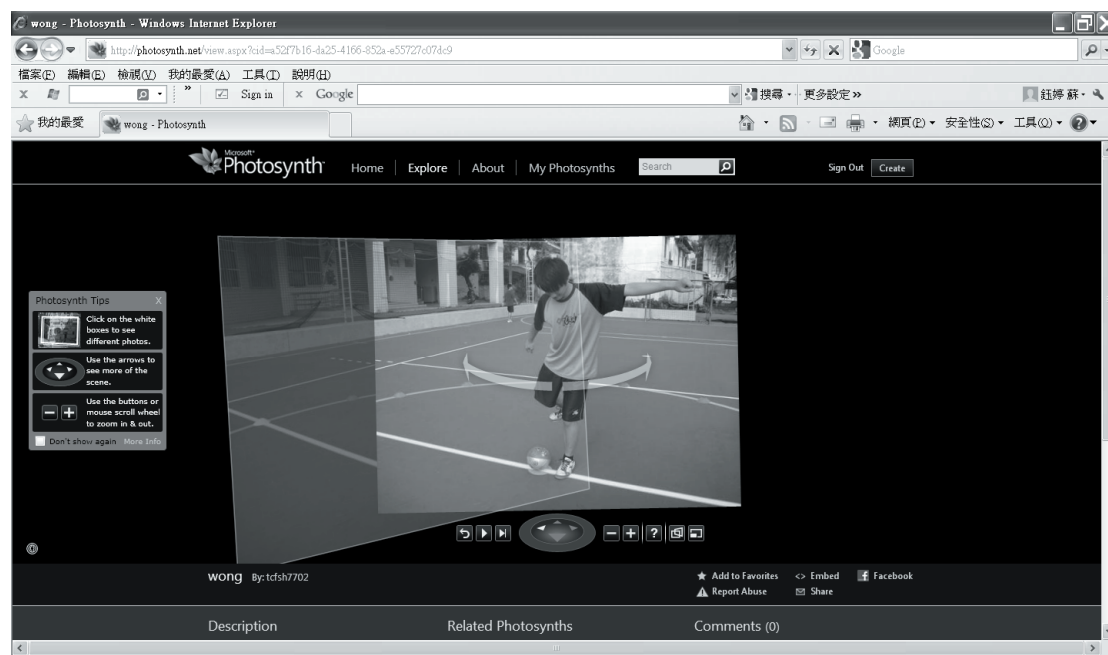 wong - Photosynth - Windows Internet Explorer
http://photosynth.net/view.aspx?cid=a52f7b16-da25-4166-852a-e55727c07dc9
Google
檔案(F) 編輯(E) 檢視(V) 我的最愛(A) 工具(T) 說明(H)
x » Sign in x Google 搜尋 更多設定 » 鈺婷 蘇
我的最愛 wong - Photosynth 網頁(P) 安全性(S) 工具(O)
Microsoft
Photosynth Home Explore About My Photosynths Search Sign Out Create
Photosynth Tips X
Click on the white
boxes to see
different photos.
Use the arrows to
see more of the
scene.
Use the buttons or
mouse scroll wheel
to zoom in & out.
Don't show again More Info
wong By: tcfsh7702
Add to Favorites <> Embed Facebook
Report Abuse Share
Description Related Photosynths Comments (0)